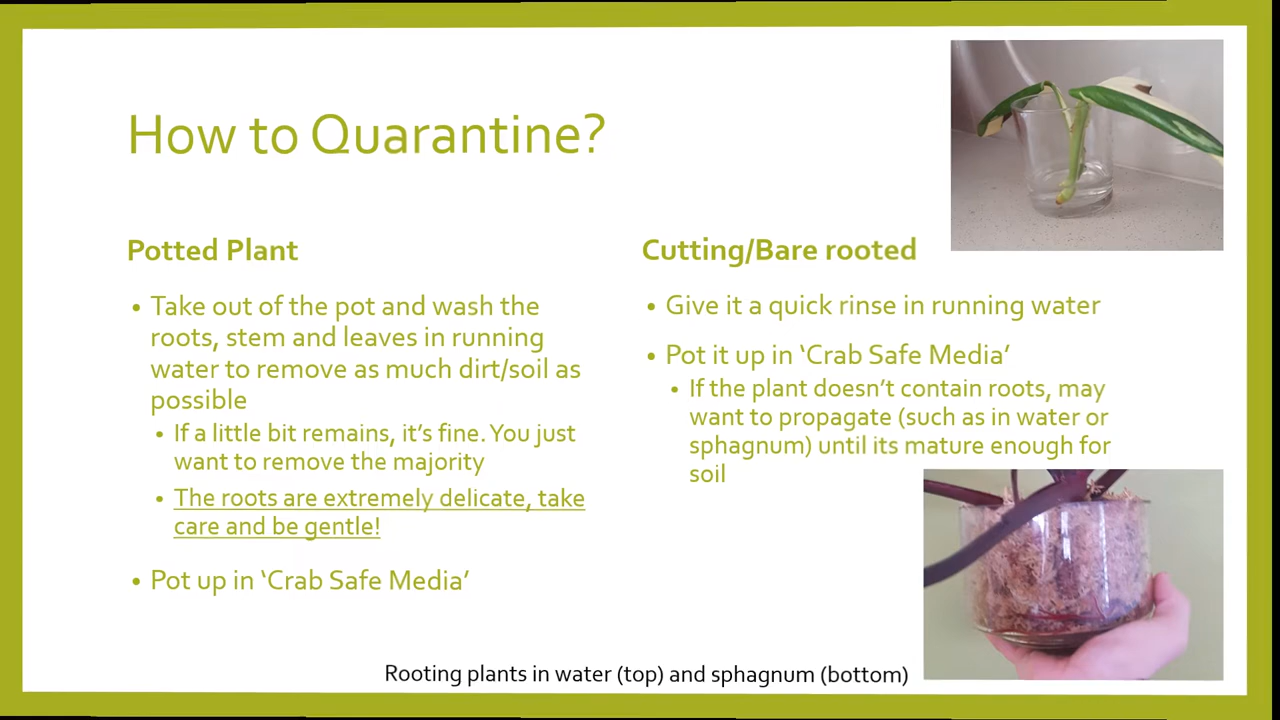 How to Quarantine?
Potted Plant
• Take out of the pot and wash the
roots, stem and leaves in running
water to remove as much dirt/soil as
possible
• If a little bit remains, it’s fine. You just
want to remove the majority
• The roots are extremely delicate, take
care and be gentle!
• Pot up in ‘Crab Safe Media’
Cutting/Bare rooted
• Give it a quick rinse in running water
• Pot it up in ‘Crab Safe Media’
• If the plant doesn’t contain roots, may
want to propagate (such as in water or
sphagnum) until its mature enough for
soil
Rooting plants in water (top) and sphagnum (bottom)